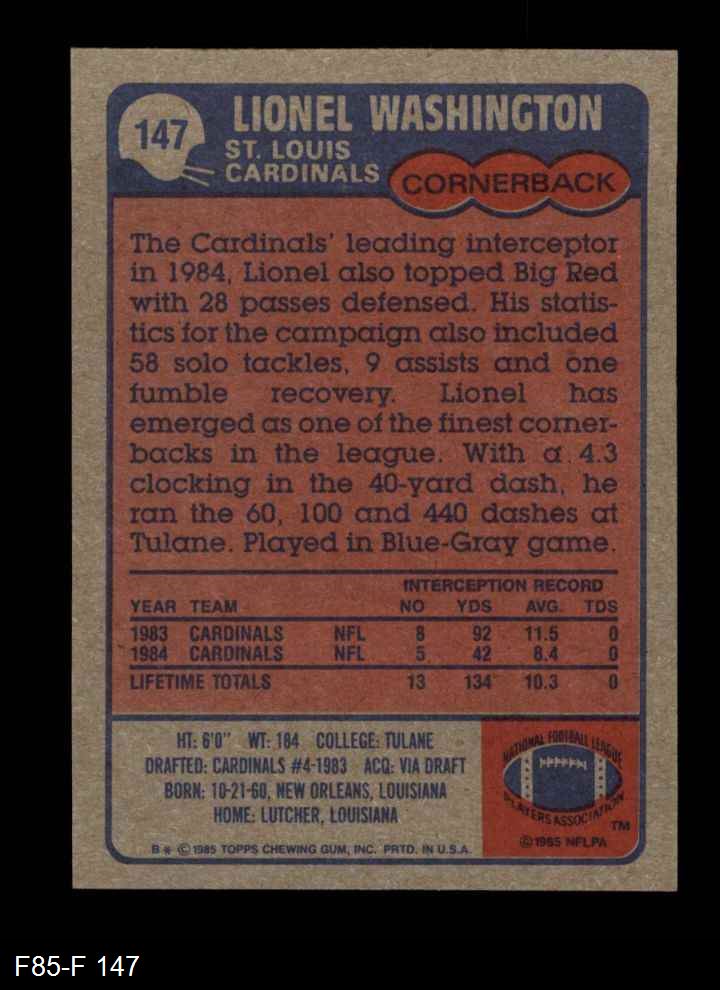 147
LIONEL WASHINGTON
ST. LOUIS
CARDINALS
CORNERBACK
The Cardinals' leading interceptor
in 1984, Lionel also topped Big Red
with 28 passes defensed. His statis-
tics for the campaign also included
58 solo tackles, 9 assists and one
fumble recovery. Lionel has
emerged as one of the finest corner-
backs in the league. With a 4.3
clocking in the 40-yard dash, he
ran the 60, 100 and 440 dashes at
Tulane. Played in Blue-Gray game.
INTERCEPTION RECORD
YEAR TEAM NO YDS AVG. TDS
1983 CARDINALS NFL 8 92 11.5 0
1984 CARDINALS NFL 5 42 8.4 0
LIFETIME TOTALS 13 134 10.3 0
HT: 6'0" WT: 184 COLLEGE: TULANE
DRAFTED: CARDINALS #4-1983 ACQ: VIA DRAFT
BORN: 10-21-60, NEW ORLEANS, LOUISIANA
HOME: LUTCHER, LOUISIANA
B* © 1985 TOPPS CHEWING GUM, INC. PRTD. IN U.S.A.
NATIONAL FOOTBALL LEAGUE
PLAYERS ASSOCIATION
TM
© 1985 NFLPA
F85-F 147